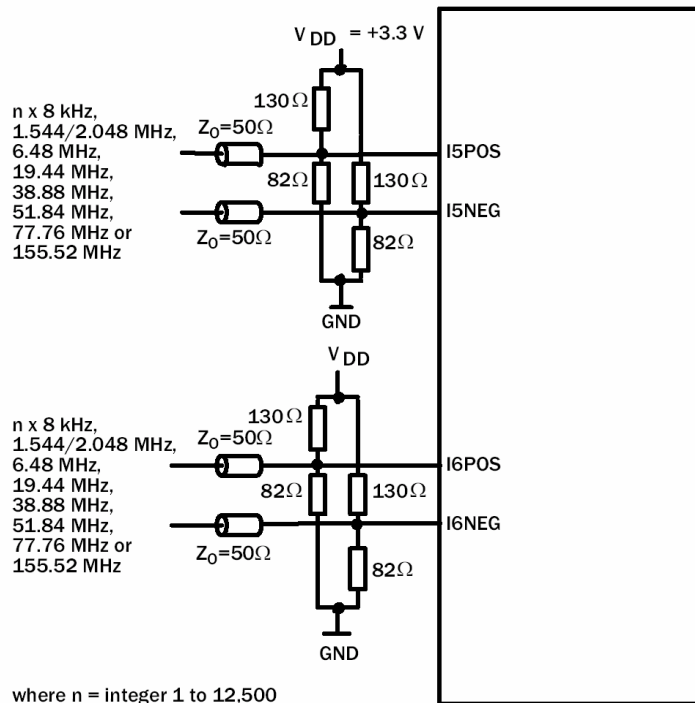 V DD = +3.3 V
130Ω
n x 8 kHz,
1.544/2.048 MHz,
6.48 MHz,
19.44 MHz,
38.88 MHz,
51.84 MHz,
77.76 MHz or
155.52 MHz
ZO=50Ω
I5POS
82Ω
130Ω
I5NEG
ZO=50Ω
82Ω
GND
V DD
130Ω
n x 8 kHz,
1.544/2.048 MHz,
6.48 MHz,
19.44 MHz,
38.88 MHz,
51.84 MHz,
77.76 MHz or
155.52 MHz
ZO=50Ω
I6POS
82Ω
130Ω
I6NEG
ZO=50Ω
82Ω
GND
where n = integer 1 to 12,500